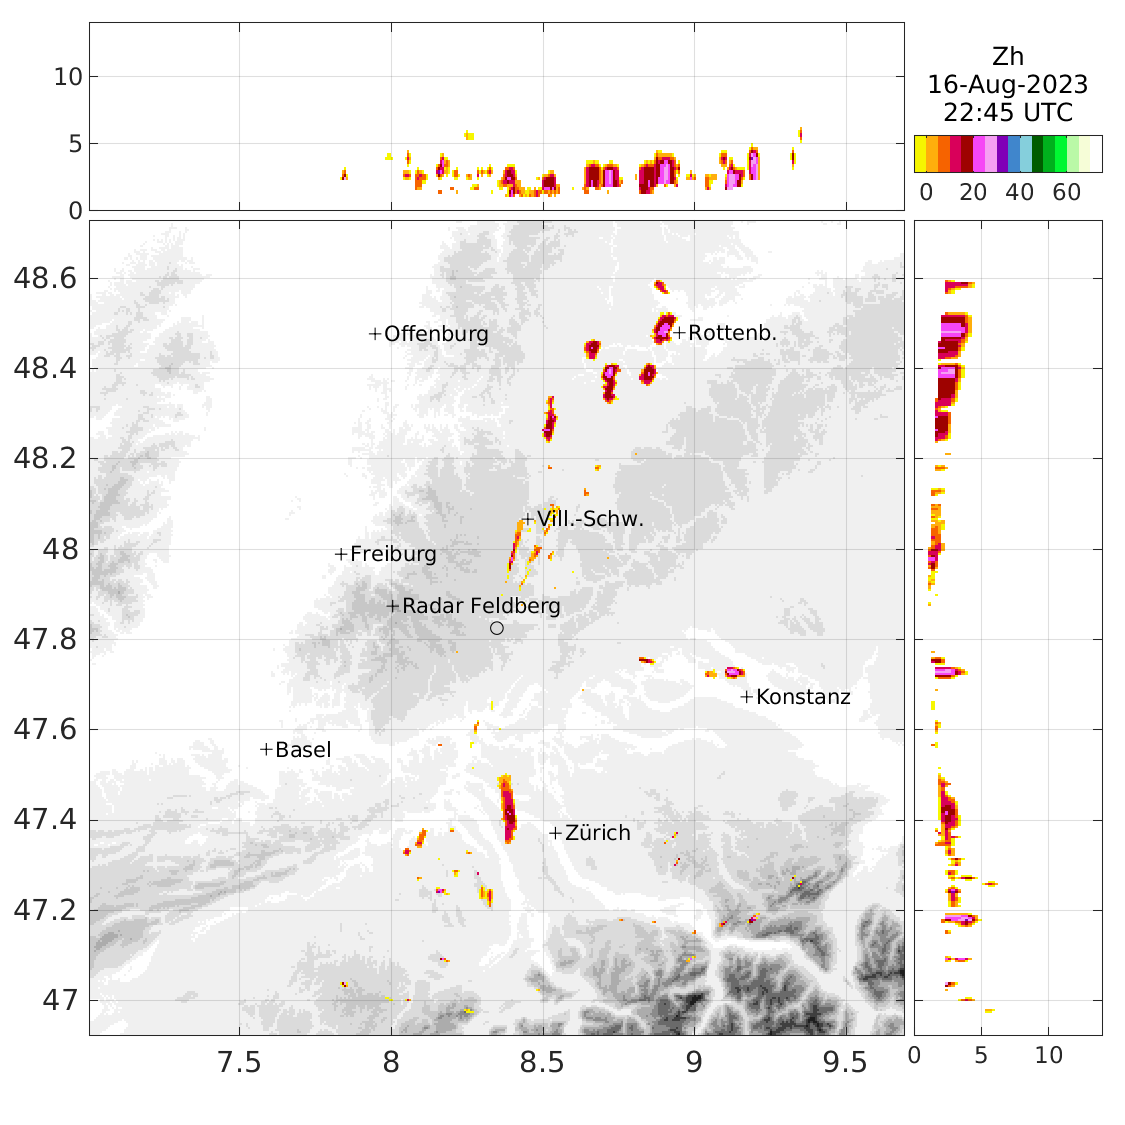 10
5
0
Zh
16-Aug-2023
22:45 UTC
0 20 40 60
48.6
48.4
48.2
48
47.8
47.6
47.4
47.2
47
Offenburg
Rottenb.
Vill.-Schw.
Freiburg
Radar Feldberg
Konstanz
Basel
Zürich
7.5 8 8.5 9 9.5
0 5 10